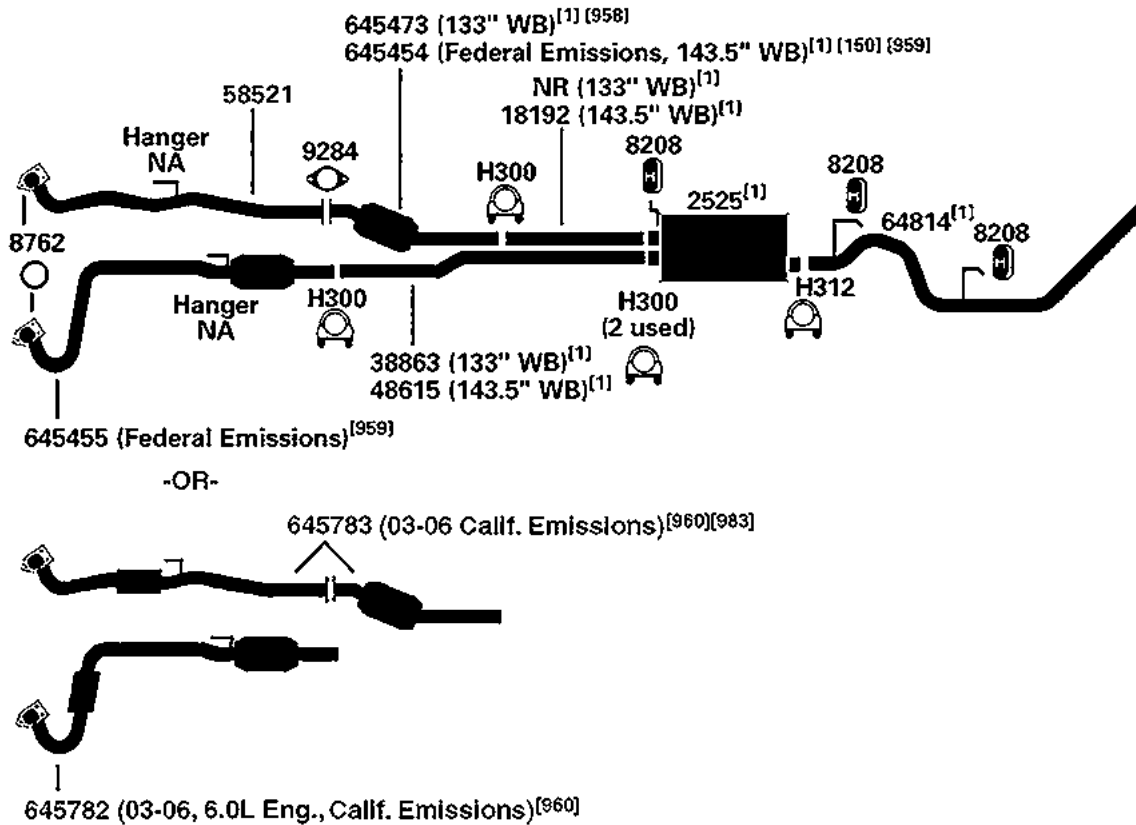 645473 (133" WB)[1] [958]
645454 (Federal Emissions, 143.5" WB)[1] [150] [959]
NR (133" WB)[1]
18192 (143.5" WB)[1]
58521
Hanger
NA
9284
H300
8208
2525[1]
8208
64814[1]
8208
8762
Hanger
NA
H300
H300
(2 used)
H312
38863 (133" WB)[1]
48615 (143.5" WB)[1]
645455 (Federal Emissions)[959]
-OR-
645783 (03-06 Calif. Emissions)[960][983]
645782 (03-06, 6.0L Eng., Calif. Emissions)[960]
H
H
H